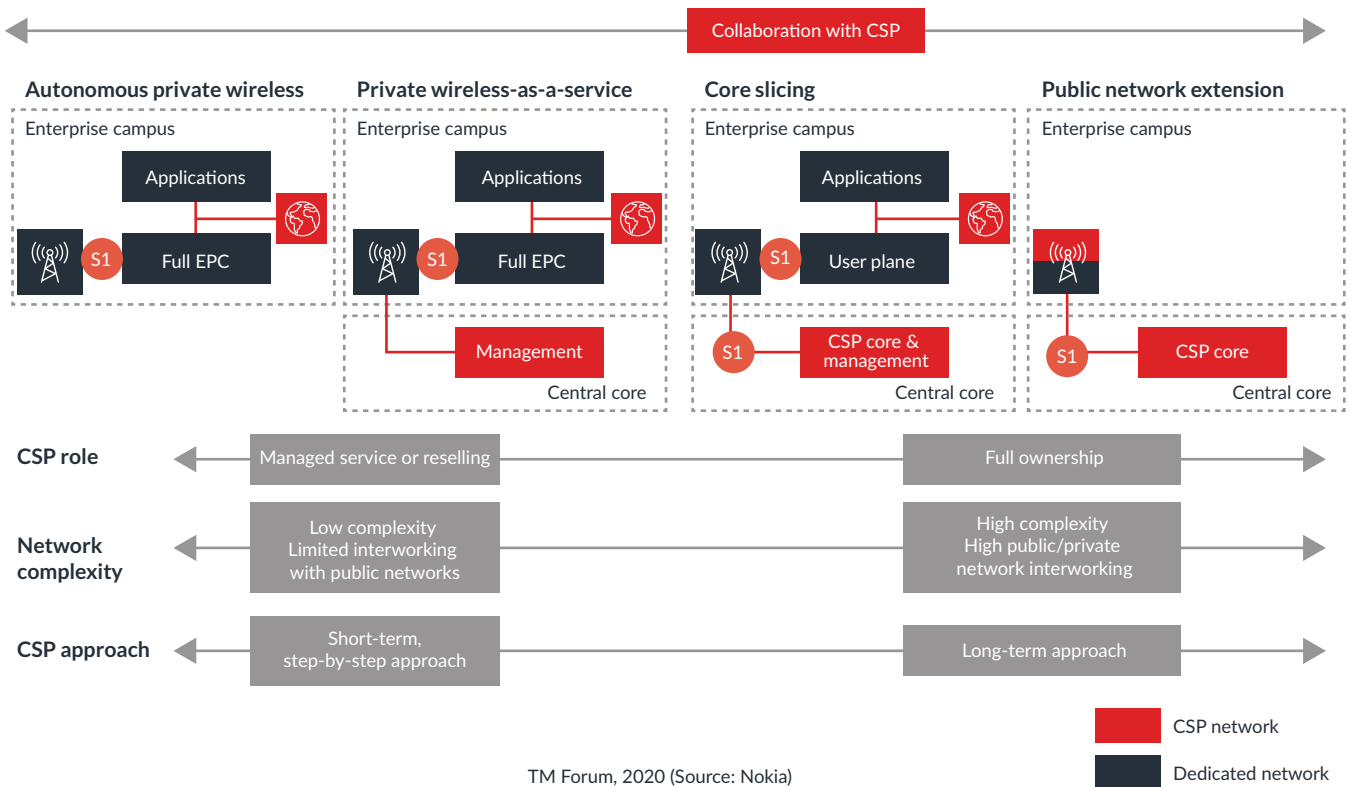 Collaboration with CSP
Autonomous private wireless
Enterprise campus
Applications
S1
Full EPC
Private wireless-as-a-service
Enterprise campus
Applications
S1
Full EPC
Management
Central core
Core slicing
Enterprise campus
Applications
S1
User plane
S1
CSP core &
management
Central core
Public network extension
Enterprise campus
S1
CSP core
Central core
CSP role
Managed service or reselling
Full ownership
Network
complexity
Low complexity
Limited interworking
with public networks
High complexity
High public/private
network interworking
CSP approach
Short-term,
step-by-step approach
Long-term approach
CSP network
Dedicated network
TM Forum, 2020 (Source: Nokia)